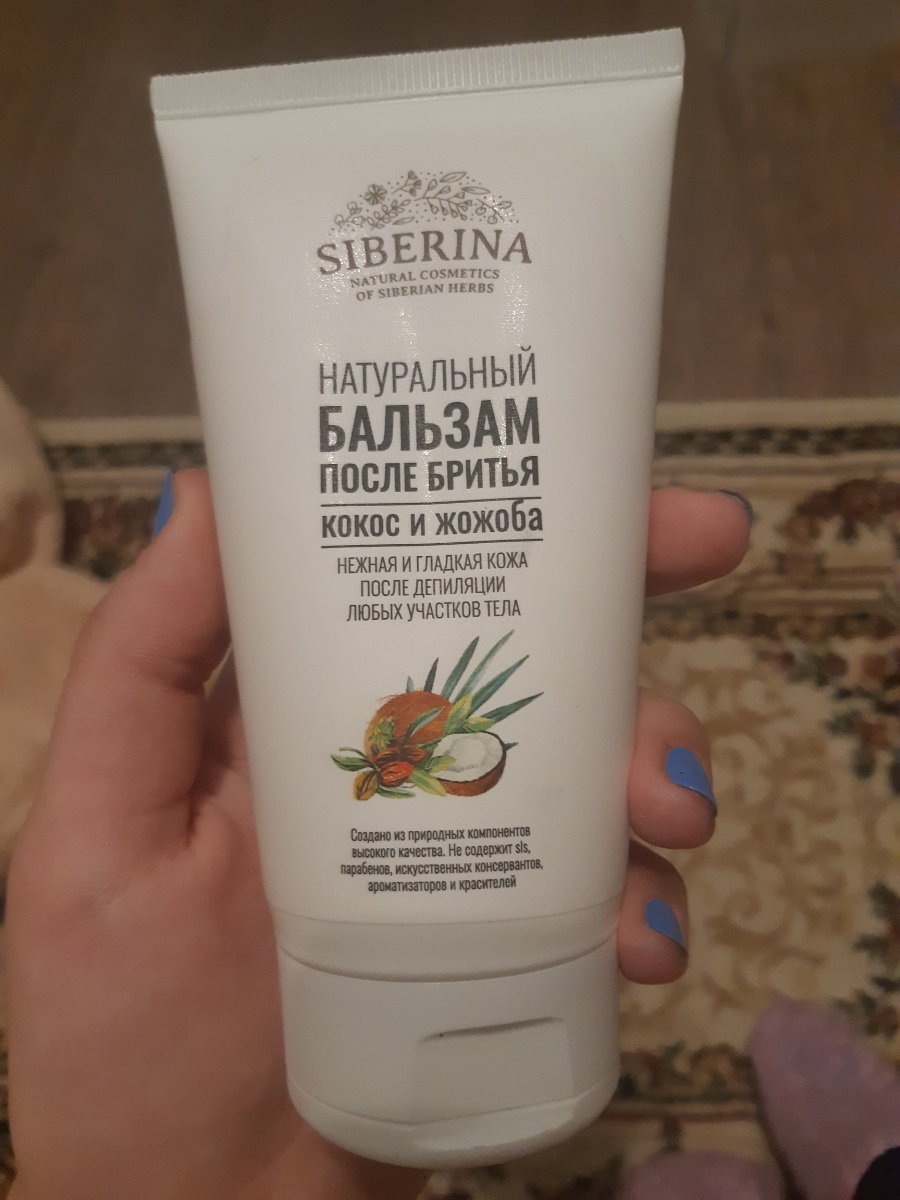 SIBERINA
NATURAL COSMETICS
OF SIBERIAN HERBS
НАТУРАЛЬНЫЙ
БАЛЬЗАМ
ПОСЛЕ БРИТЬЯ
кокос и жожоба
НЕЖНАЯ И ГЛАДКАЯ КОЖА
ПОСЛЕ ДЕПИЛЯЦИИ
ЛЮБЫХ УЧАСТКОВ ТЕЛА
Создано из природных компонентов
высокого качества. Не содержит sls,
парабенов, искусственных консервантов,
ароматизаторов и красителей